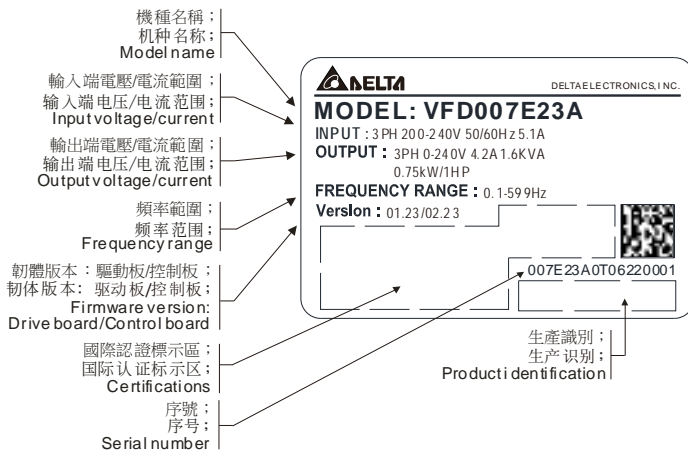 機種名稱；
机种名称；
Model name
輸入端電壓/電流範圍；
输入端电压/电流范围；
Input voltage/current
輸出端電壓/電流範圍；
输出端电压/电流范围；
Output voltage/current
頻率範圍；
频率范围；
Frequency range
韌體版本：驅動板/控制板；
韧体版本：驱动板/控制板；
Firmware version:
Drive board/Control board
國際認證標示區；
国际认证标示区；
Certifications
序號；
序号；
Serial number
DELTA
DELTA ELECTRONICS, INC.
MODEL: VFD007E23A
INPUT : 3PH 200-240V 50/60Hz 5.1A
OUTPUT : 3PH 0-240V 4.2A 1.6KVA
0.75kW/1HP
FREQUENCY RANGE : 0.1-599Hz
Version : 01.23/02.23
007E23A0T06220001
生產識別；
生产识别；
Product identification